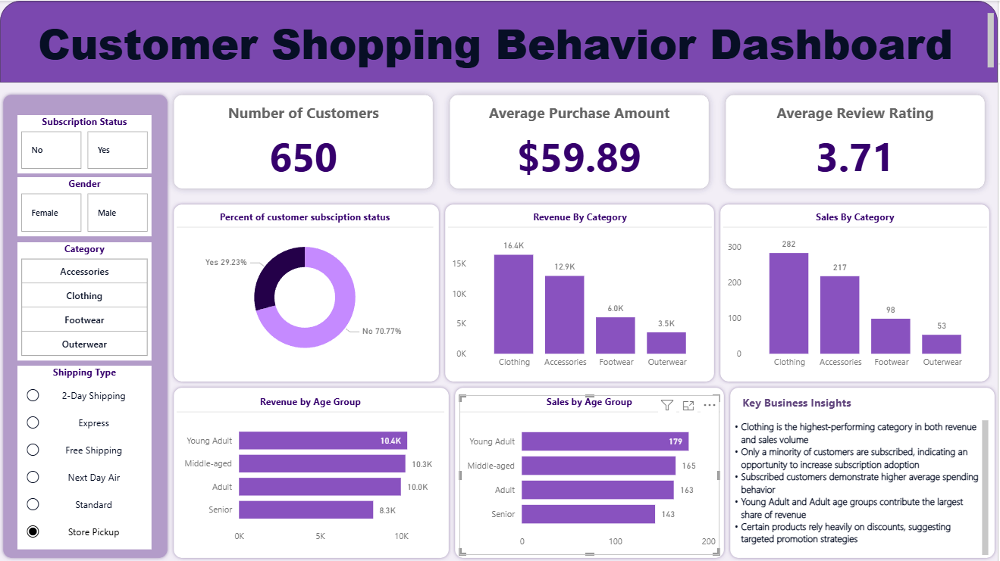 Customer Shopping Behavior Dashboard
Subscription Status
No
Yes
Gender
Female
Male
Category
Accessories
Clothing
Footwear
Outerwear
Shipping Type
2-Day Shipping
Express
Free Shipping
Next Day Air
Standard
Store Pickup
Number of Customers
650
Average Purchase Amount
$59.89
Average Review Rating
3.71
Percent of customer subsciption status
Yes 29.23%
No 70.77%
Revenue By Category
15K
10K
5K
0K
16.4K
12.9K
6.0K
3.5K
Clothing
Accessories
Footwear
Outerwear
Sales By Category
300
200
100
0
282
217
98
53
Clothing
Accessories
Footwear
Outerwear
Revenue by Age Group
Young Adult 10.4K
Middle-aged 10.3K
Adult 10.0K
Senior 8.3K
0K 5K 10K
Sales by Age Group
Young Adult 179
Middle-aged 165
Adult 163
Senior 143
0 100 200
Key Business Insights
• Clothing is the highest-performing category in both revenue
and sales volume
• Only a minority of customers are subscribed, indicating an
opportunity to increase subscription adoption
• Subscribed customers demonstrate higher average spending
behavior
• Young Adult and Adult age groups contribute the largest
share of revenue
• Certain products rely heavily on discounts, suggesting
targeted promotion strategies